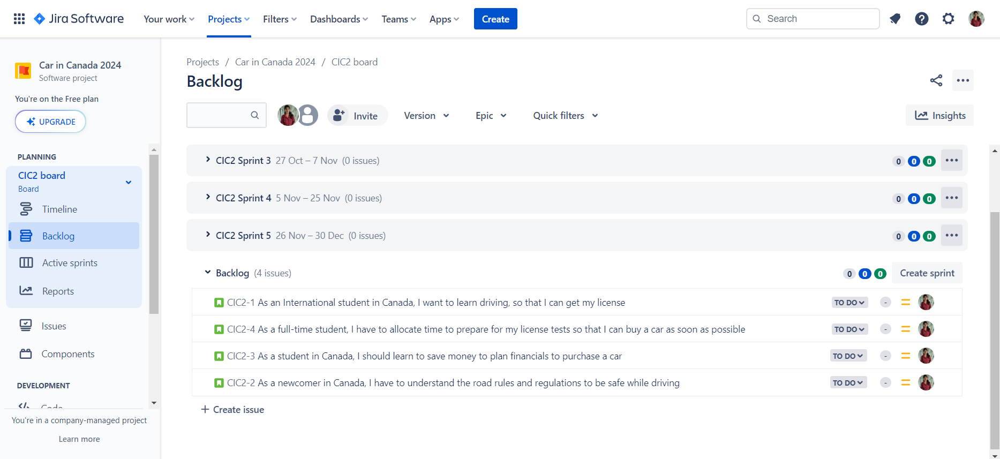 Jira Software
Your work
Projects
Filters
Dashboards
Teams
Apps
Create
Search
Car in Canada 2024
Software project
You're on the Free plan
UPGRADE
PLANNING
CIC2 board
Board
Timeline
Backlog
Active sprints
Reports
Issues
Components
DEVELOPMENT
Code
You're in a company-managed project
Learn more
Projects / Car in Canada 2024 / CIC2 board
Backlog
Invite
Version
Epic
Quick filters
Insights
CIC2 Sprint 3 27 Oct – 7 Nov (0 issues) 0 0 0
CIC2 Sprint 4 5 Nov – 25 Nov (0 issues) 0 0 0
CIC2 Sprint 5 26 Nov – 30 Dec (0 issues) 0 0 0
Backlog (4 issues) 0 0 0 Create sprint
CIC2-1 As an International student in Canada, I want to learn driving, so that I can get my license TO DO -
CIC2-4 As a full-time student, I have to allocate time to prepare for my license tests so that I can buy a car as soon as possible TO DO -
CIC2-3 As a student in Canada, I should learn to save money to plan financials to purchase a car TO DO -
CIC2-2 As a newcomer in Canada, I have to understand the road rules and regulations to be safe while driving TO DO -
+ Create issue